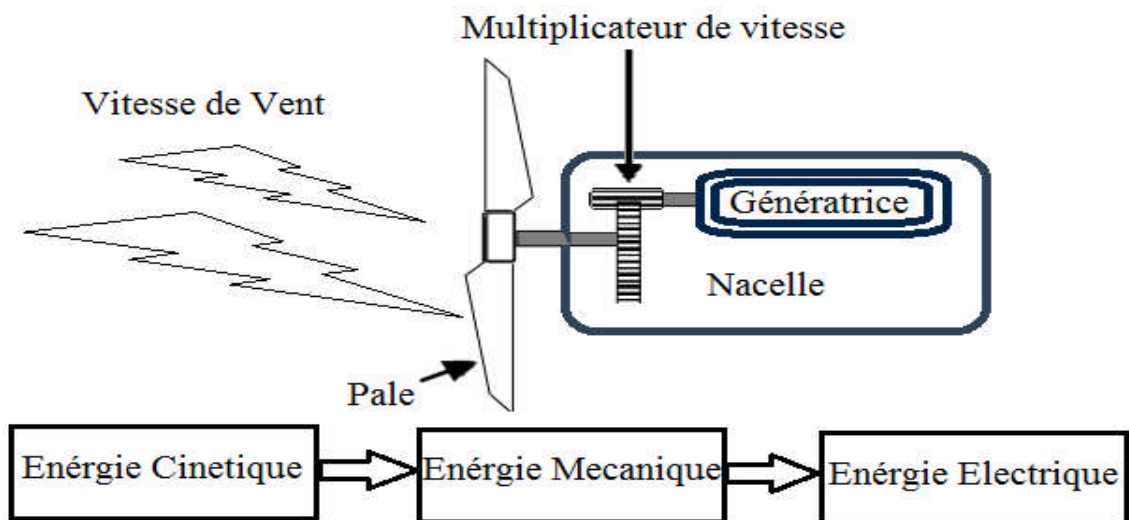 Multiplicateur de vitesse
Vitesse de Vent
Génératrice
Nacelle
Pale
Enérgie Cinetique
Enérgie Mecanique
Enérgie Electrique